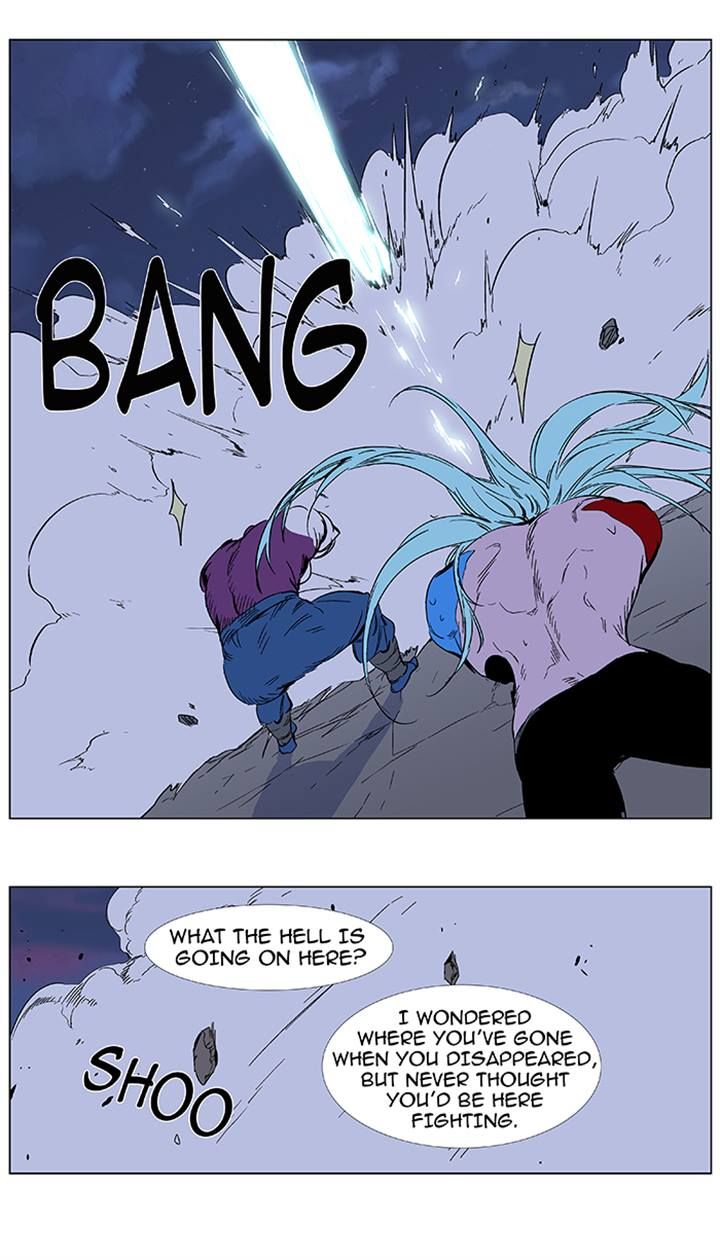 BANG
WHAT THE HELL IS
GOING ON HERE?
I WONDERED
WHERE YOU'VE GONE
WHEN YOU DISAPPEARED,
BUT NEVER THOUGHT
YOU'D BE HERE
FIGHTING.
SHOO